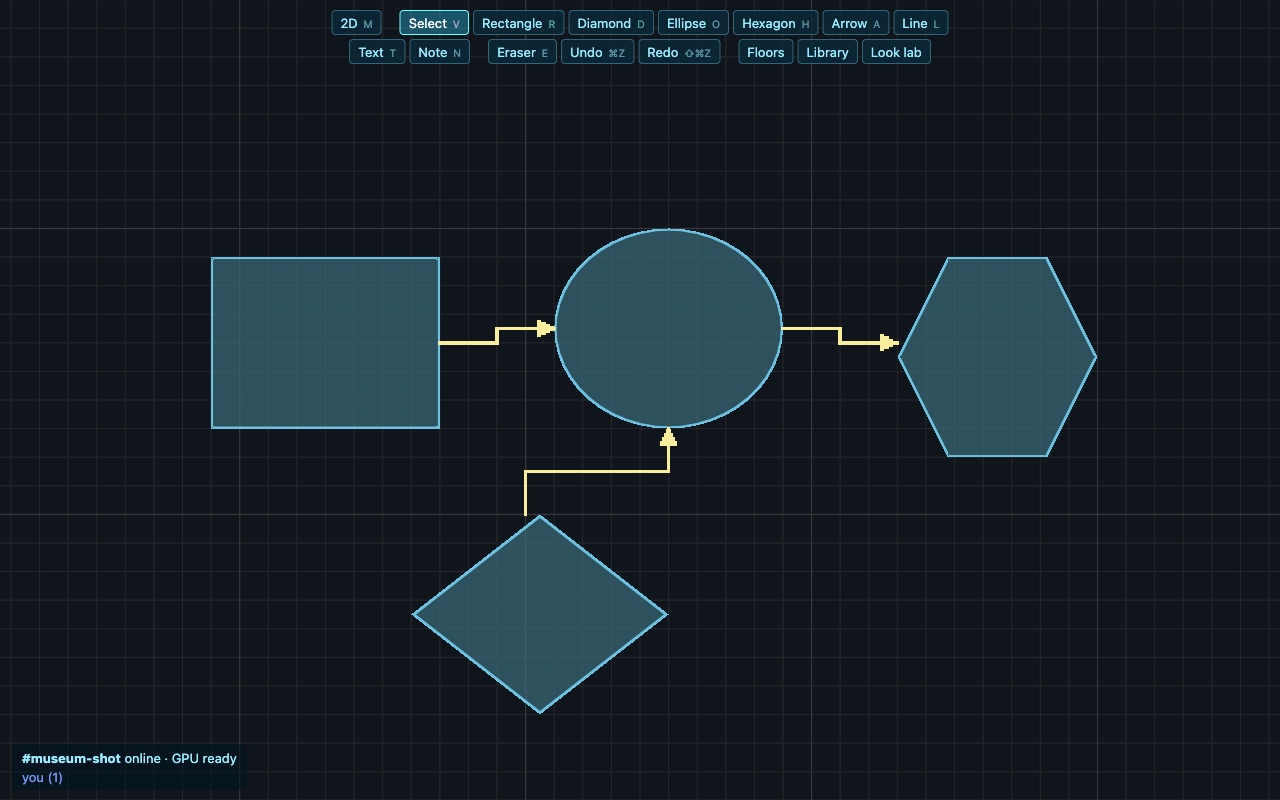 2D M Select V Rectangle R Diamond D Ellipse O Hexagon H Arrow A Line L
Text T Note N Eraser E Undo ⌘Z Redo ⇧⌘Z Floors Library Look lab
#museum-shot online · GPU ready
you (1)